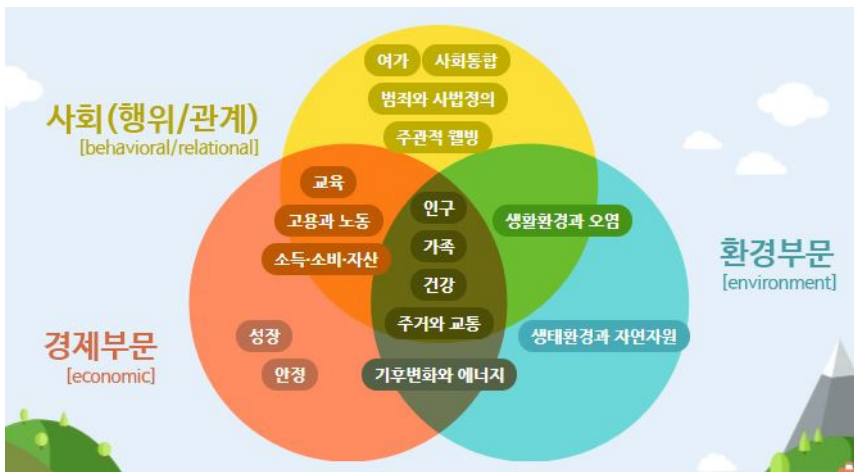 여가 사회통합
범죄와 사법정의
주관적 웰빙
사회(행위/관계)
[behavioral/relational]
교육
고용과 노동
소득·소비·자산
인구
가족
건강
주거와 교통
생활환경과 오염
환경부문
[environment]
경제부문
[economic]
성장
안정
기후변화와 에너지
생태환경과 자연자원